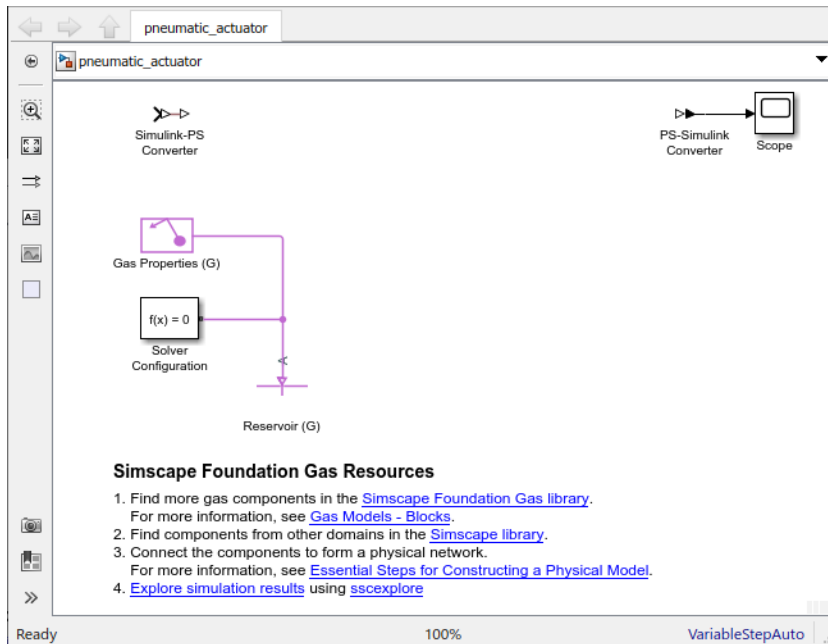 pneumatic_actuator
pneumatic_actuator
Simulink-PS
Converter
PS-Simulink
Converter
Scope
Gas Properties (G)
f(x) = 0
Solver
Configuration
A
Reservoir (G)
Simscape Foundation Gas Resources
1. Find more gas components in the Simscape Foundation Gas library.
For more information, see Gas Models - Blocks.
2. Find components from other domains in the Simscape library.
3. Connect the components to form a physical network.
For more information, see Essential Steps for Constructing a Physical Model.
4. Explore simulation results using sscexplore
Ready 100% VariableStepAuto